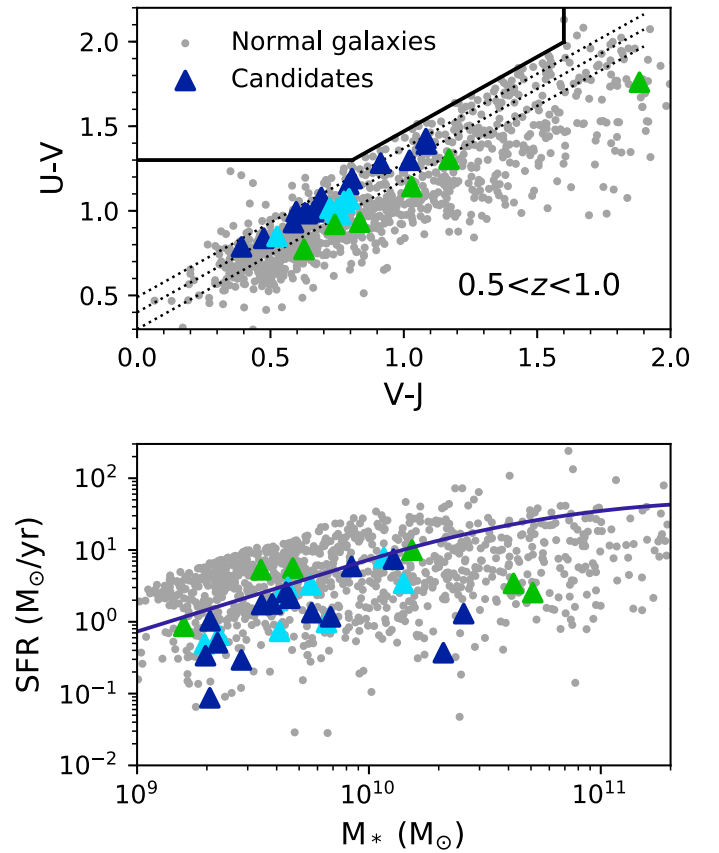 2.0
1.5
1.0
0.5
U-V
Normal galaxies
Candidates
0.5<z<1.0
0.0 0.5 1.0 1.5 2.0
V-J
10²
10¹
10⁰
10⁻¹
10⁻²
SFR (M⊙/yr)
10⁹ 10¹⁰ 10¹¹
M* (M⊙)